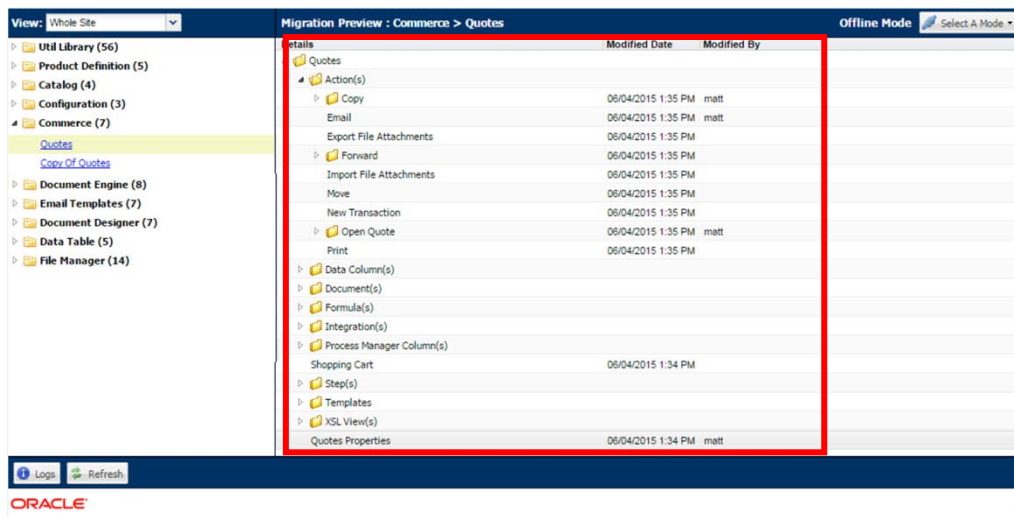 View: Whole Site
Migration Preview : Commerce > Quotes
Offline Mode Select A Mode
Util Library (56)
Product Definition (5)
Catalog (4)
Configuration (3)
Commerce (7)
Quotes
Copy Of Quotes
Document Engine (8)
Email Templates (7)
Document Designer (7)
Data Table (5)
File Manager (14)
Details Modified Date Modified By
Quotes
Action(s)
Copy 06/04/2015 1:35 PM matt
Email 06/04/2015 1:35 PM matt
Export File Attachments 06/04/2015 1:35 PM
Forward 06/04/2015 1:35 PM
Import File Attachments 06/04/2015 1:35 PM
Move 06/04/2015 1:35 PM
New Transaction 06/04/2015 1:35 PM
Open Quote 06/04/2015 1:35 PM matt
Print 06/04/2015 1:35 PM
Data Column(s)
Document(s)
Formula(s)
Integration(s)
Process Manager Column(s)
Shopping Cart 06/04/2015 1:34 PM
Step(s)
Templates
XSL View(s)
Quotes Properties 06/04/2015 1:34 PM matt
Logs Refresh
ORACLE